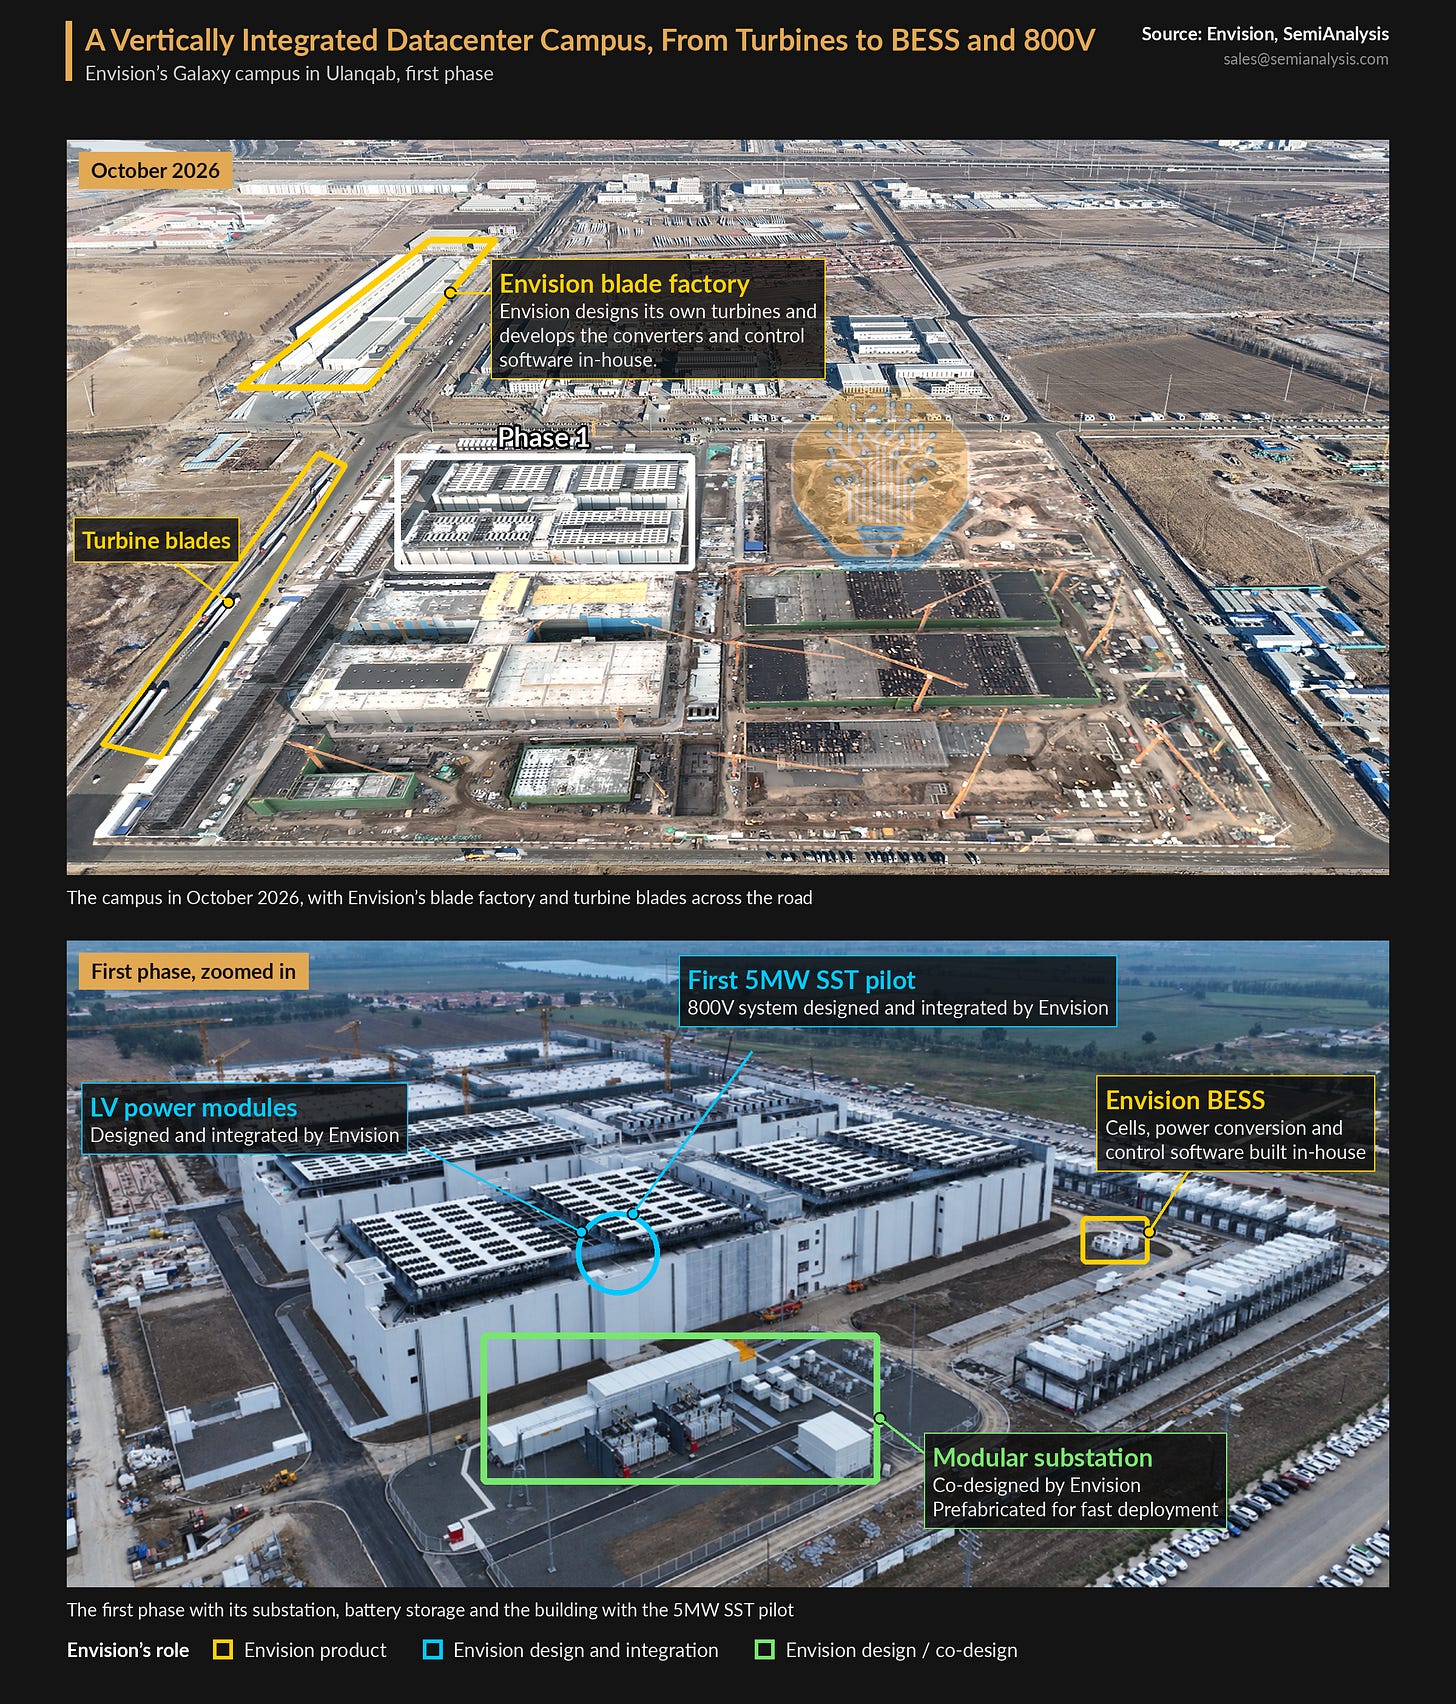 A Vertically Integrated Datacenter Campus, From Turbines to BESS and 800V
Source: Envision, SemiAnalysis
Envision's Galaxy campus in Ulanqab, first phase
sales@semianalysis.com
October 2026
Envision blade factory
Envision designs its own turbines and
develops the converters and control
software in-house.
Phase 1
Turbine blades
The campus in October 2026, with Envision's blade factory and turbine blades across the road
First phase, zoomed in
First 5MW SST pilot
800V system designed and integrated by Envision
LV power modules
Designed and integrated by Envision
Envision BESS
Cells, power conversion and
control software built in-house
Modular substation
Co-designed by Envision
Prefabricated for fast deployment
The first phase with its substation, battery storage and the building with the 5MW SST pilot
Envision's role
Envision product
Envision design and integration
Envision design / co-design